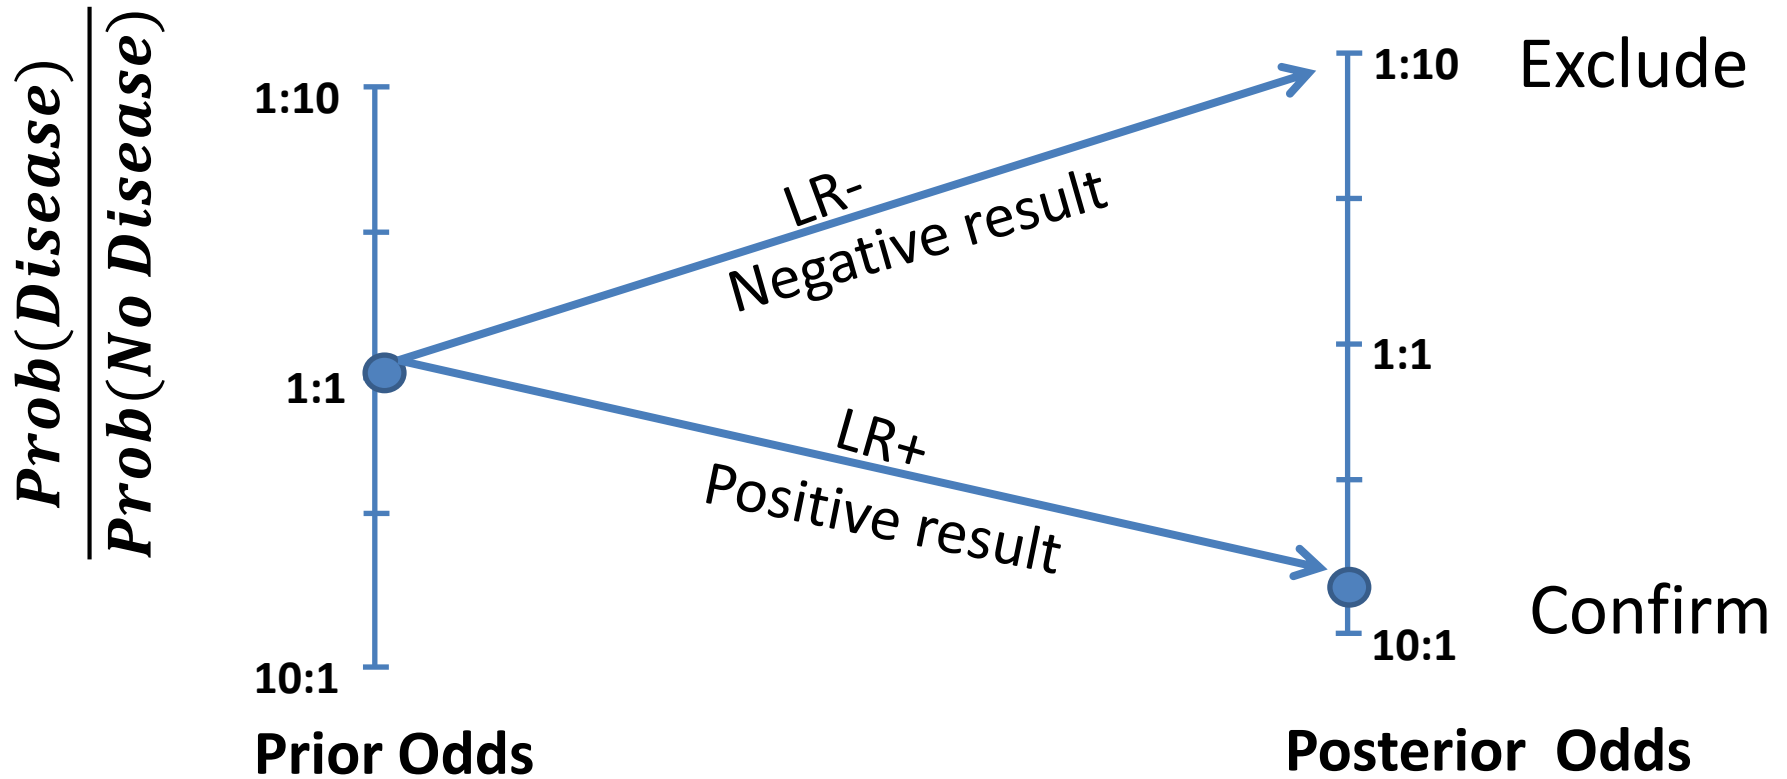 Prob(Disease)
Prob(No Disease)
1:10
1:1
10:1
Prior Odds
LR-
Negative result
LR+
Positive result
1:10
1:1
10:1
Posterior Odds
Exclude
Confirm